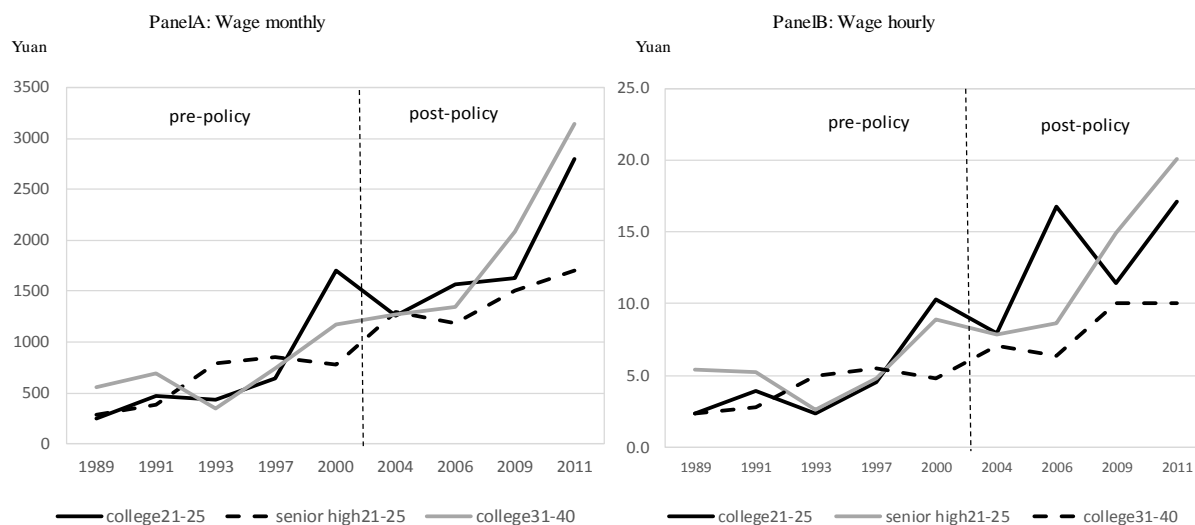 PanelA: Wage monthly
Yuan
3500
3000
2500
2000
1500
1000
500
0
pre-policy
post-policy
1989 1991 1993 1997 2000 2004 2006 2009 2011
college21-25 senior high21-25 college31-40
PanelB: Wage hourly
Yuan
25.0
20.0
15.0
10.0
5.0
0.0
pre-policy
post-policy
1989 1991 1993 1997 2000 2004 2006 2009 2011
college21-25 senior high21-25 college31-40